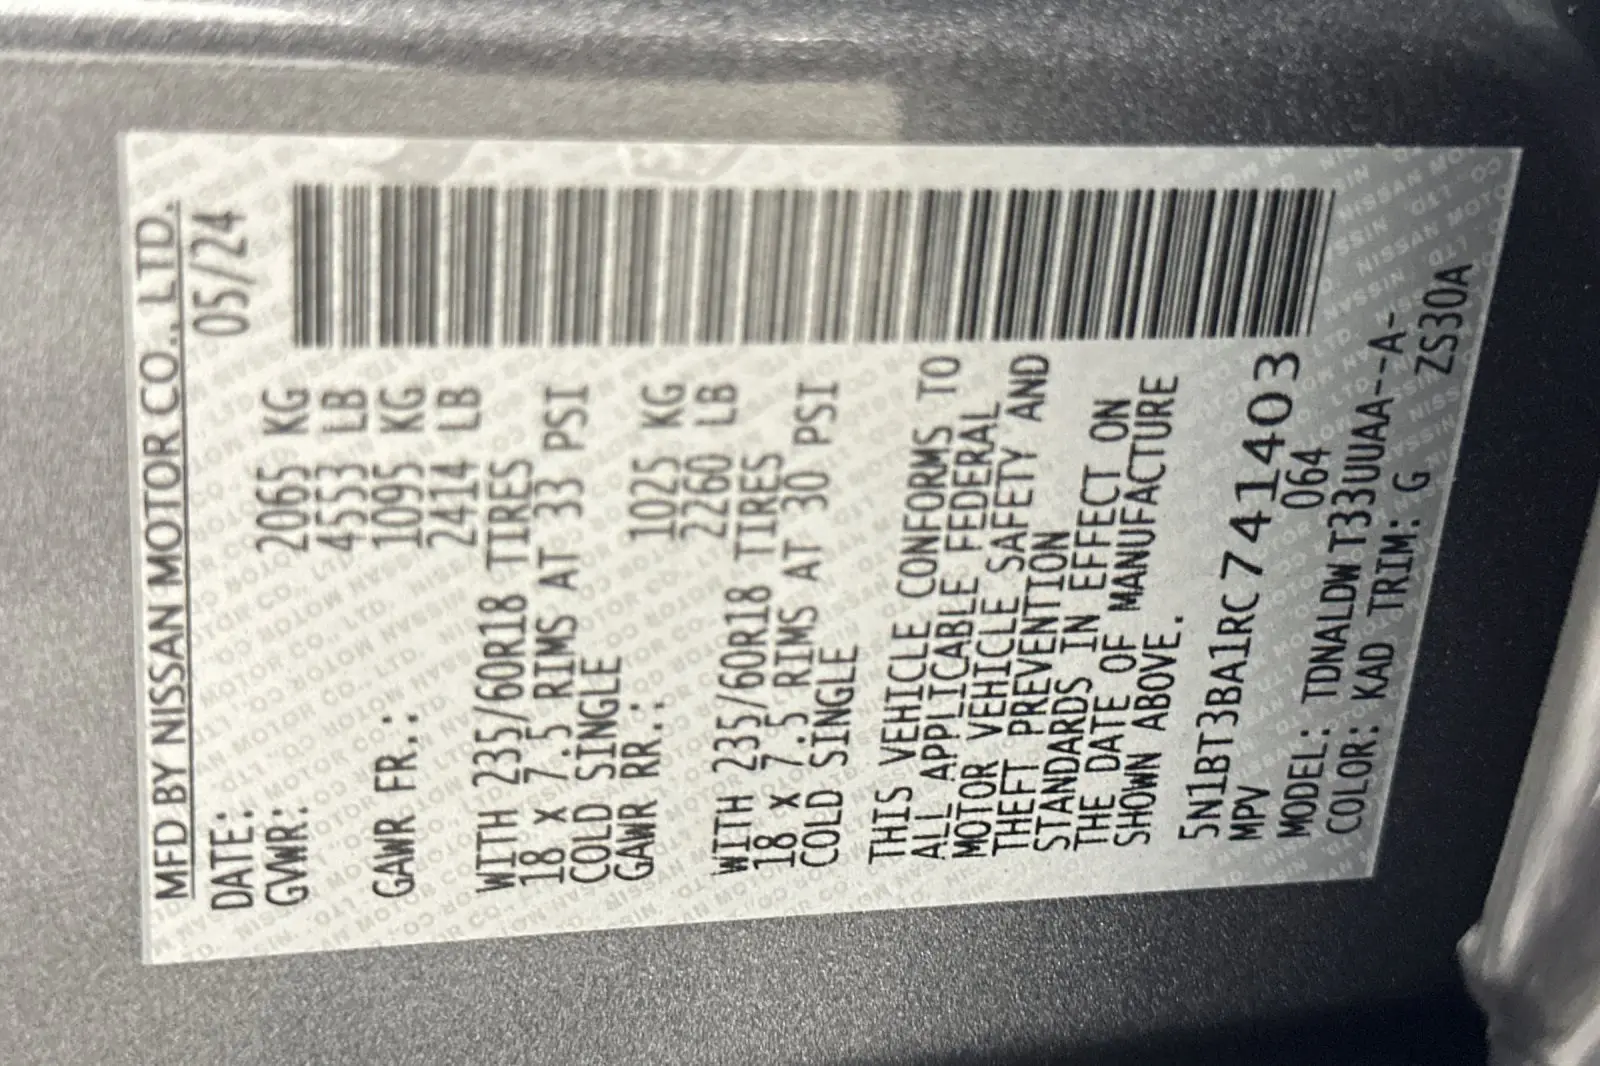 MFD BY NISSAN MOTOR CO., LTD.
DATE: 05/24
GVWR: 2065 KG
4553 LB
GAWR FR.: 1095 KG
2414 LB
WITH 235/60R18 TIRES
18 X 7.5 RIMS AT 33 PSI
COLD SINGLE
GAWR RR.: 1025 KG
2260 LB
WITH 235/60R18 TIRES
18 X 7.5 RIMS AT 30 PSI
COLD SINGLE
THIS VEHICLE CONFORMS TO
ALL APPLICABLE FEDERAL
MOTOR VEHICLE SAFETY AND
THEFT PREVENTION
STANDARDS IN EFFECT ON
THE DATE OF MANUFACTURE
SHOWN ABOVE.
5N1BT3BA1RC741403
MPV 064
MODEL: TDNALDWT33UUAA--A-
COLOR: KAD TRIM: G ZS30A